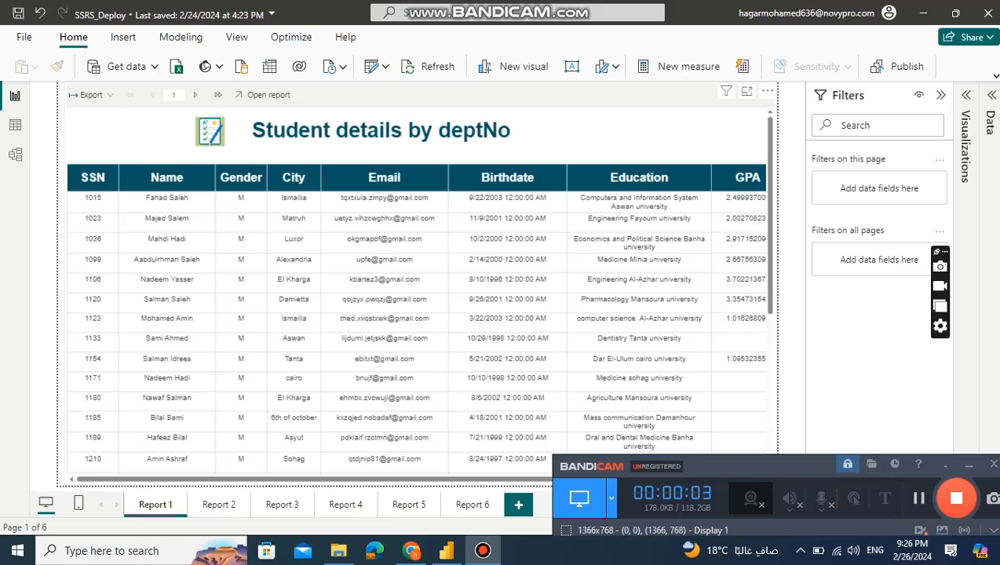 SSRS_Deploy • Last saved: 2/24/2024 at 4:23 PM
www.BANDICAM.com
hagarmohamed636@novypro.com
File Home Insert Modeling View Optimize Help
Share
Get data
Refresh
New visual
New measure
Sensitivity
Publish
Export 1 Open report
Student details by deptNo
SSN Name Gender City Email Birthdate Education GPA
1015 Fahad Saleh M Ismailia tqxtxula.zmpy@gmail.com 9/22/2003 12:00:00 AM Computers and Information System Aswan university 2.49993700
1023 Majed Salem M Matruh uetyz.vihzcwghhx@gmail.com 11/9/2001 12:00:00 AM Engineering Fayoum university 2.00270823
1036 Mahdi Hadi M Luxor okgmapbf@gmail.com 10/2/2000 12:00:00 AM Economics and Political Science Banha university 2.91715209
1099 Aabdulrhman Saleh M Alexandria upfe@gmail.com 2/14/2000 12:00:00 AM Medicine Minia university 2.66756309
1106 Nadeem Yasser M El Kharga kbartez3@gmail.com 8/10/1996 12:00:00 AM Engineering Al-Azhar university 3.70221367
1120 Salman Saleh M Damietta qojzyx.pwqzj@gmail.com 9/26/2001 12:00:00 AM Pharmacology Mansoura university 3.35473154
1123 Mohamed Amin M Ismailia thed.xvqstxwk@gmail.com 3/22/2003 12:00:00 AM computer science Al-Azhar university 1.01626809
1133 Sami Ahmed M Aswan lijduml.jetjskk@gmail.com 10/29/1998 12:00:00 AM Dentistry Tanta university
1154 Salman Idrees M Tanta ebitxt@gmail.com 5/21/2002 12:00:00 AM Dar El-Ulum cairo university 1.09532355
1171 Nadeem Hadi M cairo bnujf@gmail.com 10/10/1998 12:00:00 AM Medicine sohag university
1180 Nawaf Salman M El Kharga ehmbx.zvcwujl@gmail.com 8/6/2002 12:00:00 AM Agriculture Mansoura university
1185 Bilal Sami M 6th of october kxzqjed.nobadaf@gmail.com 4/18/2001 12:00:00 AM Mass communication Damanhour university
1189 Hafeez Bilal M Asyut pdklaif.rzctmn@gmail.com 7/21/1999 12:00:00 AM Oral and Dental Medicine Banha university
1210 Amin Ashraf M Sohag qtdjnip81@gmail.com 8/24/1997 12:00:00 AM
Filters
Search
Filters on this page
Add data fields here
Filters on all pages
Add data fields here
Visualizations
Data
BANDICAM UNREGISTERED
00:00:03
178.0KB / 118.2GB
1366x768 - (0, 0), (1366, 768) - Display 1
Report 1 Report 2 Report 3 Report 4 Report 5 Report 6
Page 1 of 6
Type here to search
18°C صافٍ غالبًا
ENG
9:26 PM
2/26/2024